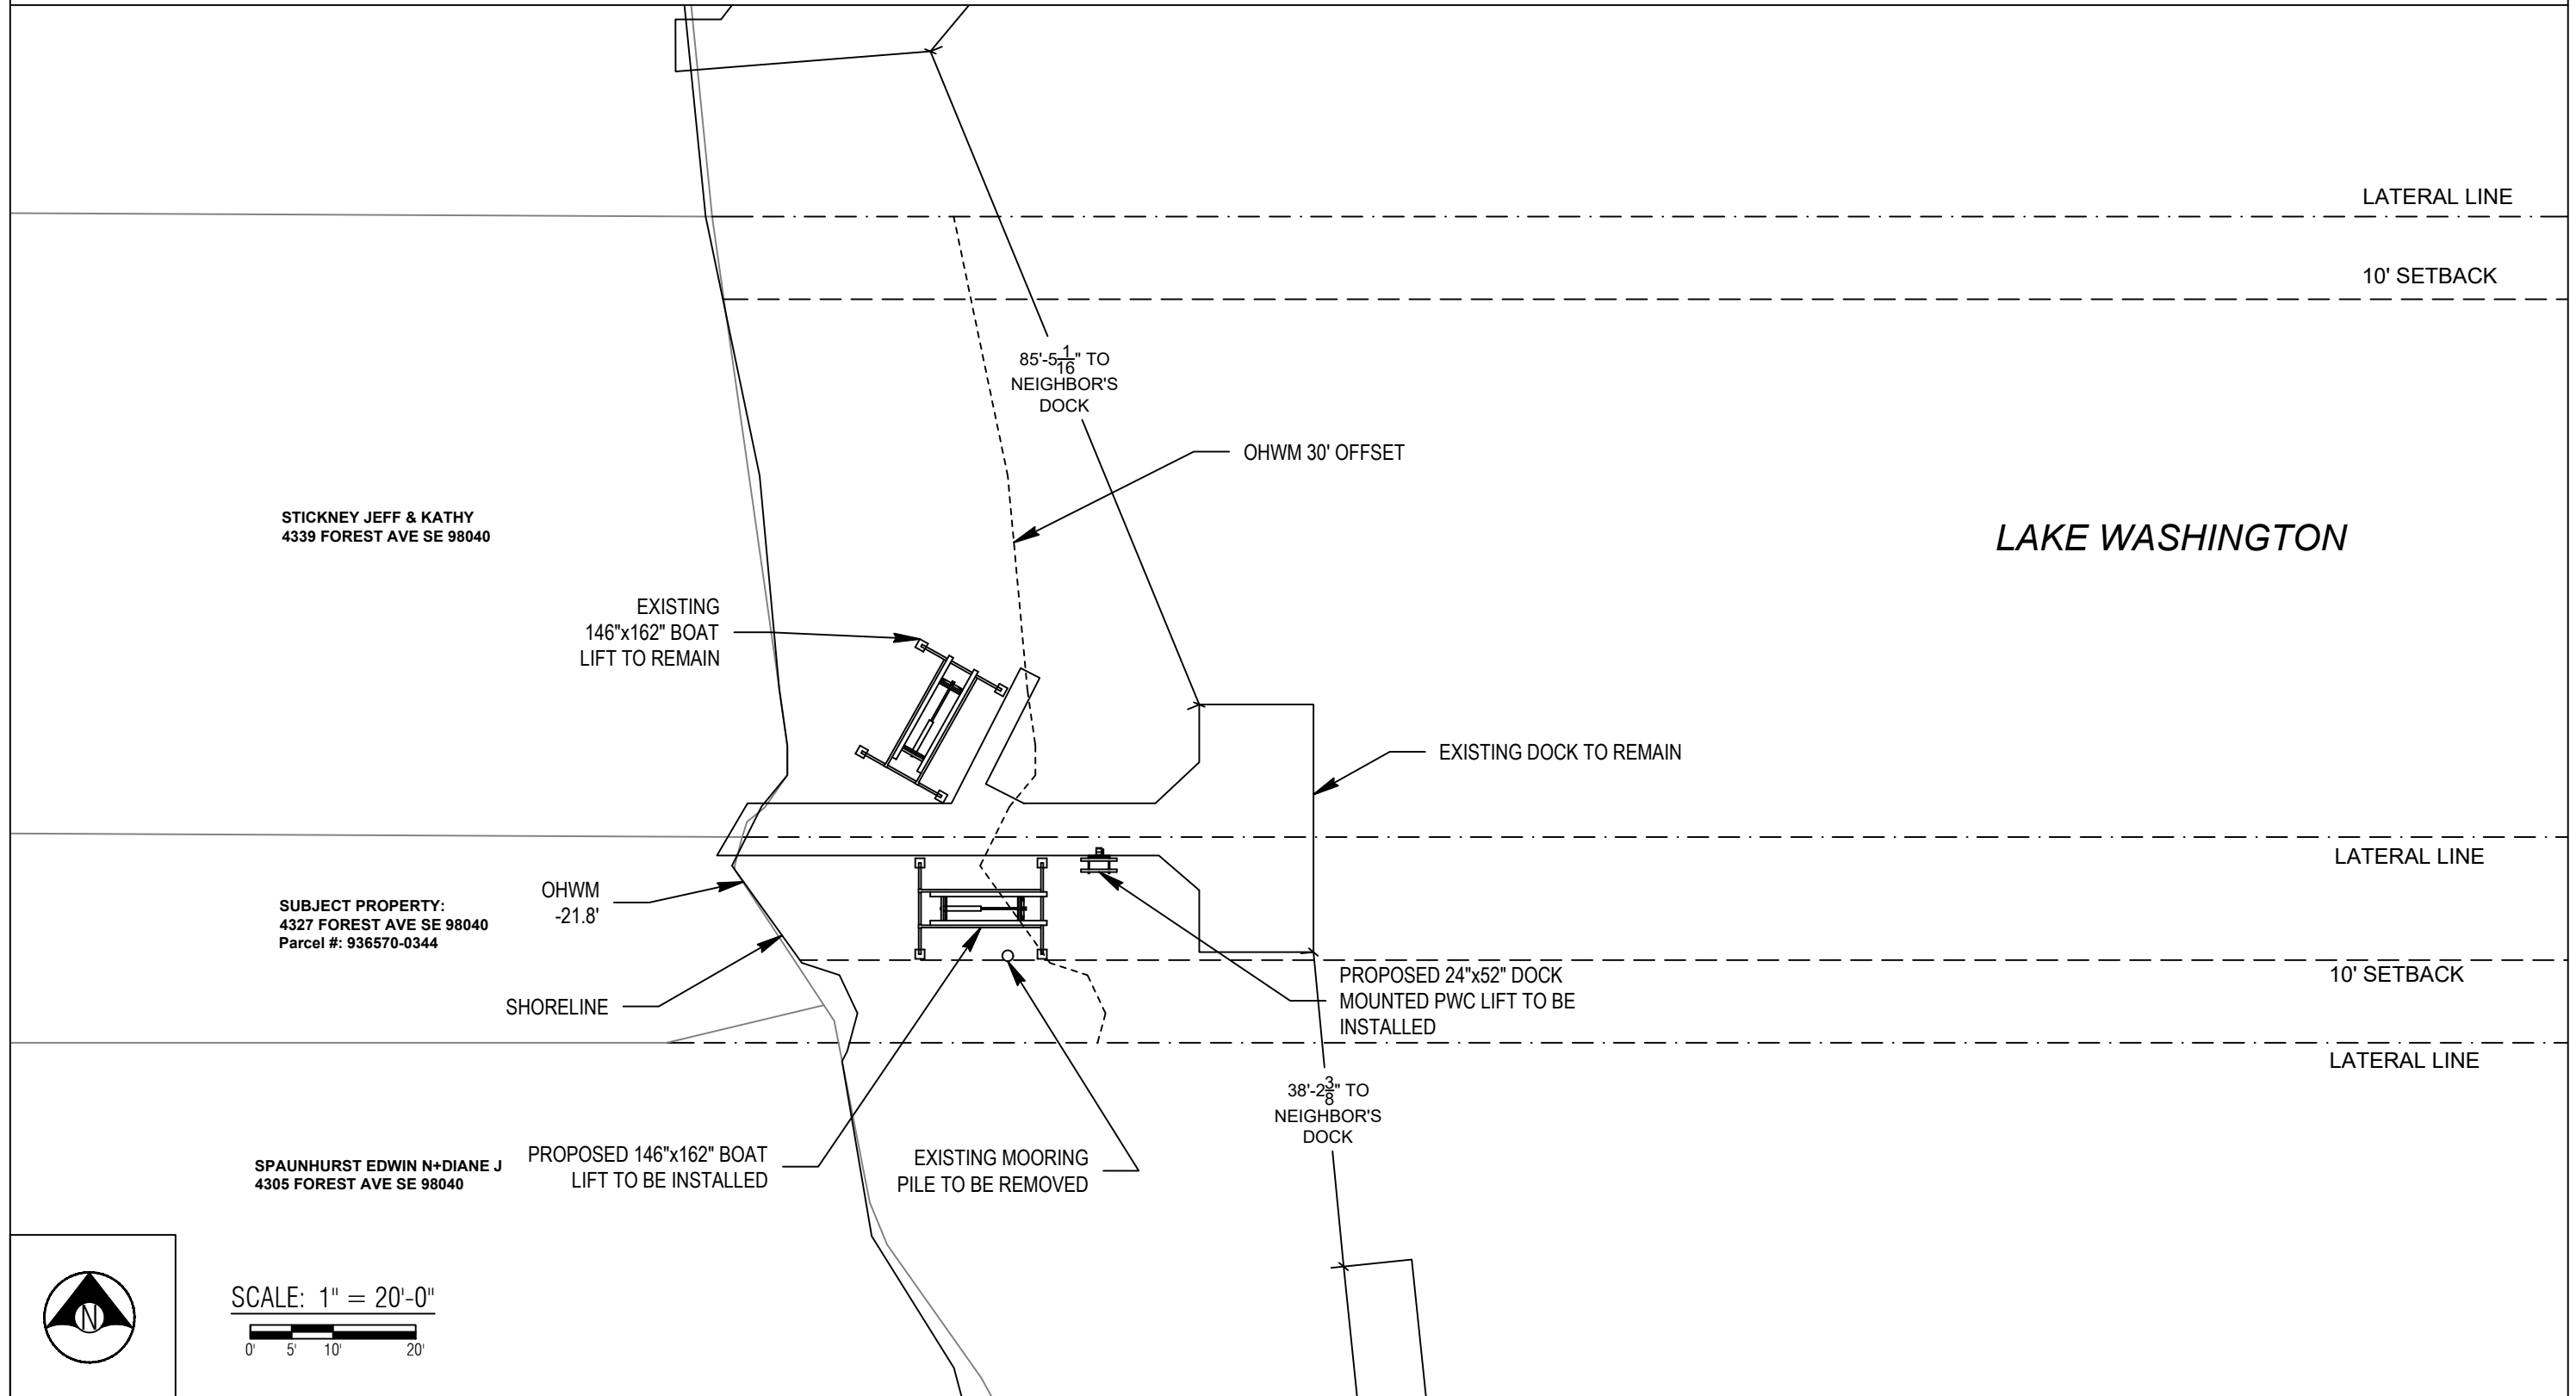 LATERAL LINE
10' SETBACK
85'-5 1/16" TO
NEIGHBOR'S
DOCK
OHWM 30' OFFSET
STICKNEY JEFF & KATHY
4339 FOREST AVE SE 98040
LAKE WASHINGTON
EXISTING
146"x162" BOAT
LIFT TO REMAIN
EXISTING DOCK TO REMAIN
LATERAL LINE
OHWM
-21.8'
SUBJECT PROPERTY:
4327 FOREST AVE SE 98040
Parcel #: 936570-0344
10' SETBACK
PROPOSED 24"x52" DOCK
MOUNTED PWC LIFT TO BE
INSTALLED
SHORELINE
LATERAL LINE
38'-2 3/8" TO
NEIGHBOR'S
DOCK
SPAUNHURST EDWIN N+DIANE J
4305 FOREST AVE SE 98040
PROPOSED 146"x162" BOAT
LIFT TO BE INSTALLED
EXISTING MOORING
PILE TO BE REMOVED
N
SCALE: 1" = 20'-0"
0' 5' 10' 20'